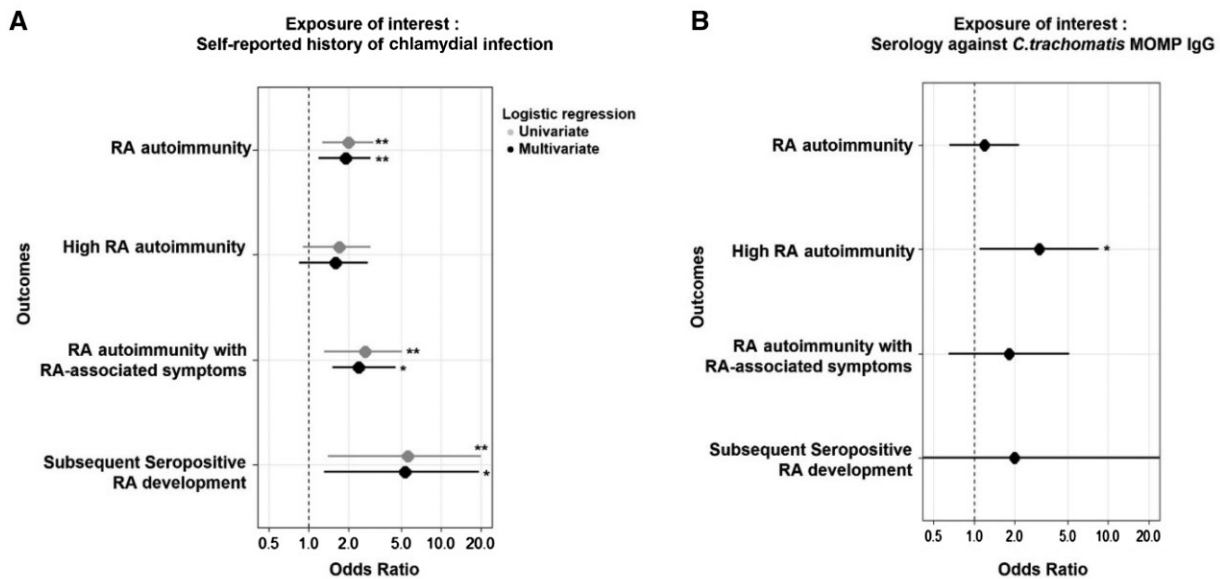 A
Exposure of interest :
Self-reported history of chlamydial infection
Logistic regression
Univariate
Multivariate
Outcomes
RA autoimmunity
**
**
High RA autoimmunity
RA autoimmunity with
RA-associated symptoms
**
*
Subsequent Seropositive
RA development
**
*
0.5 1.0 2.0 5.0 10.0 20.0
Odds Ratio
B
Exposure of interest :
Serology against C.trachomatis MOMP IgG
Outcomes
RA autoimmunity
High RA autoimmunity
*
RA autoimmunity with
RA-associated symptoms
Subsequent Seropositive
RA development
0.5 1.0 2.0 5.0 10.0 20.0
Odds Ratio